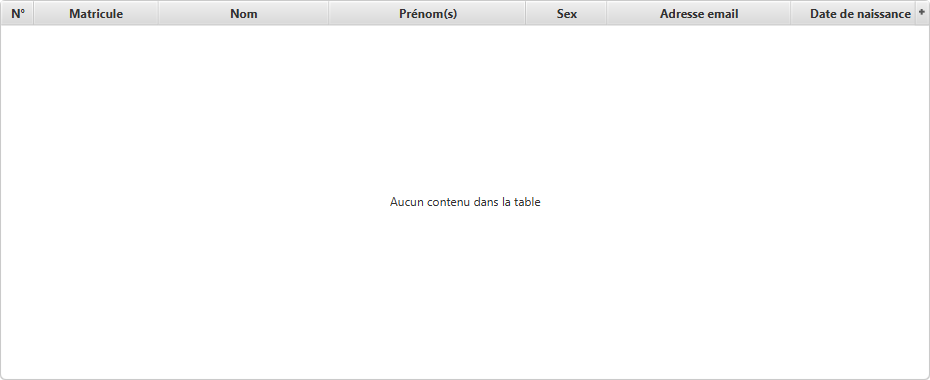 N° Matricule Nom Prénom(s) Sex Adresse email Date de naissance +
Aucun contenu dans la table